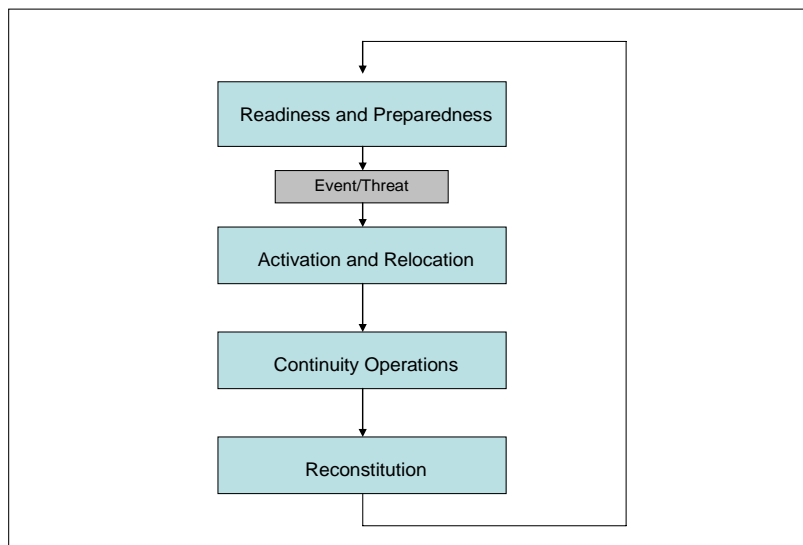 Readiness and Preparedness
Event/Threat
Activation and Relocation
Continuity Operations
Reconstitution